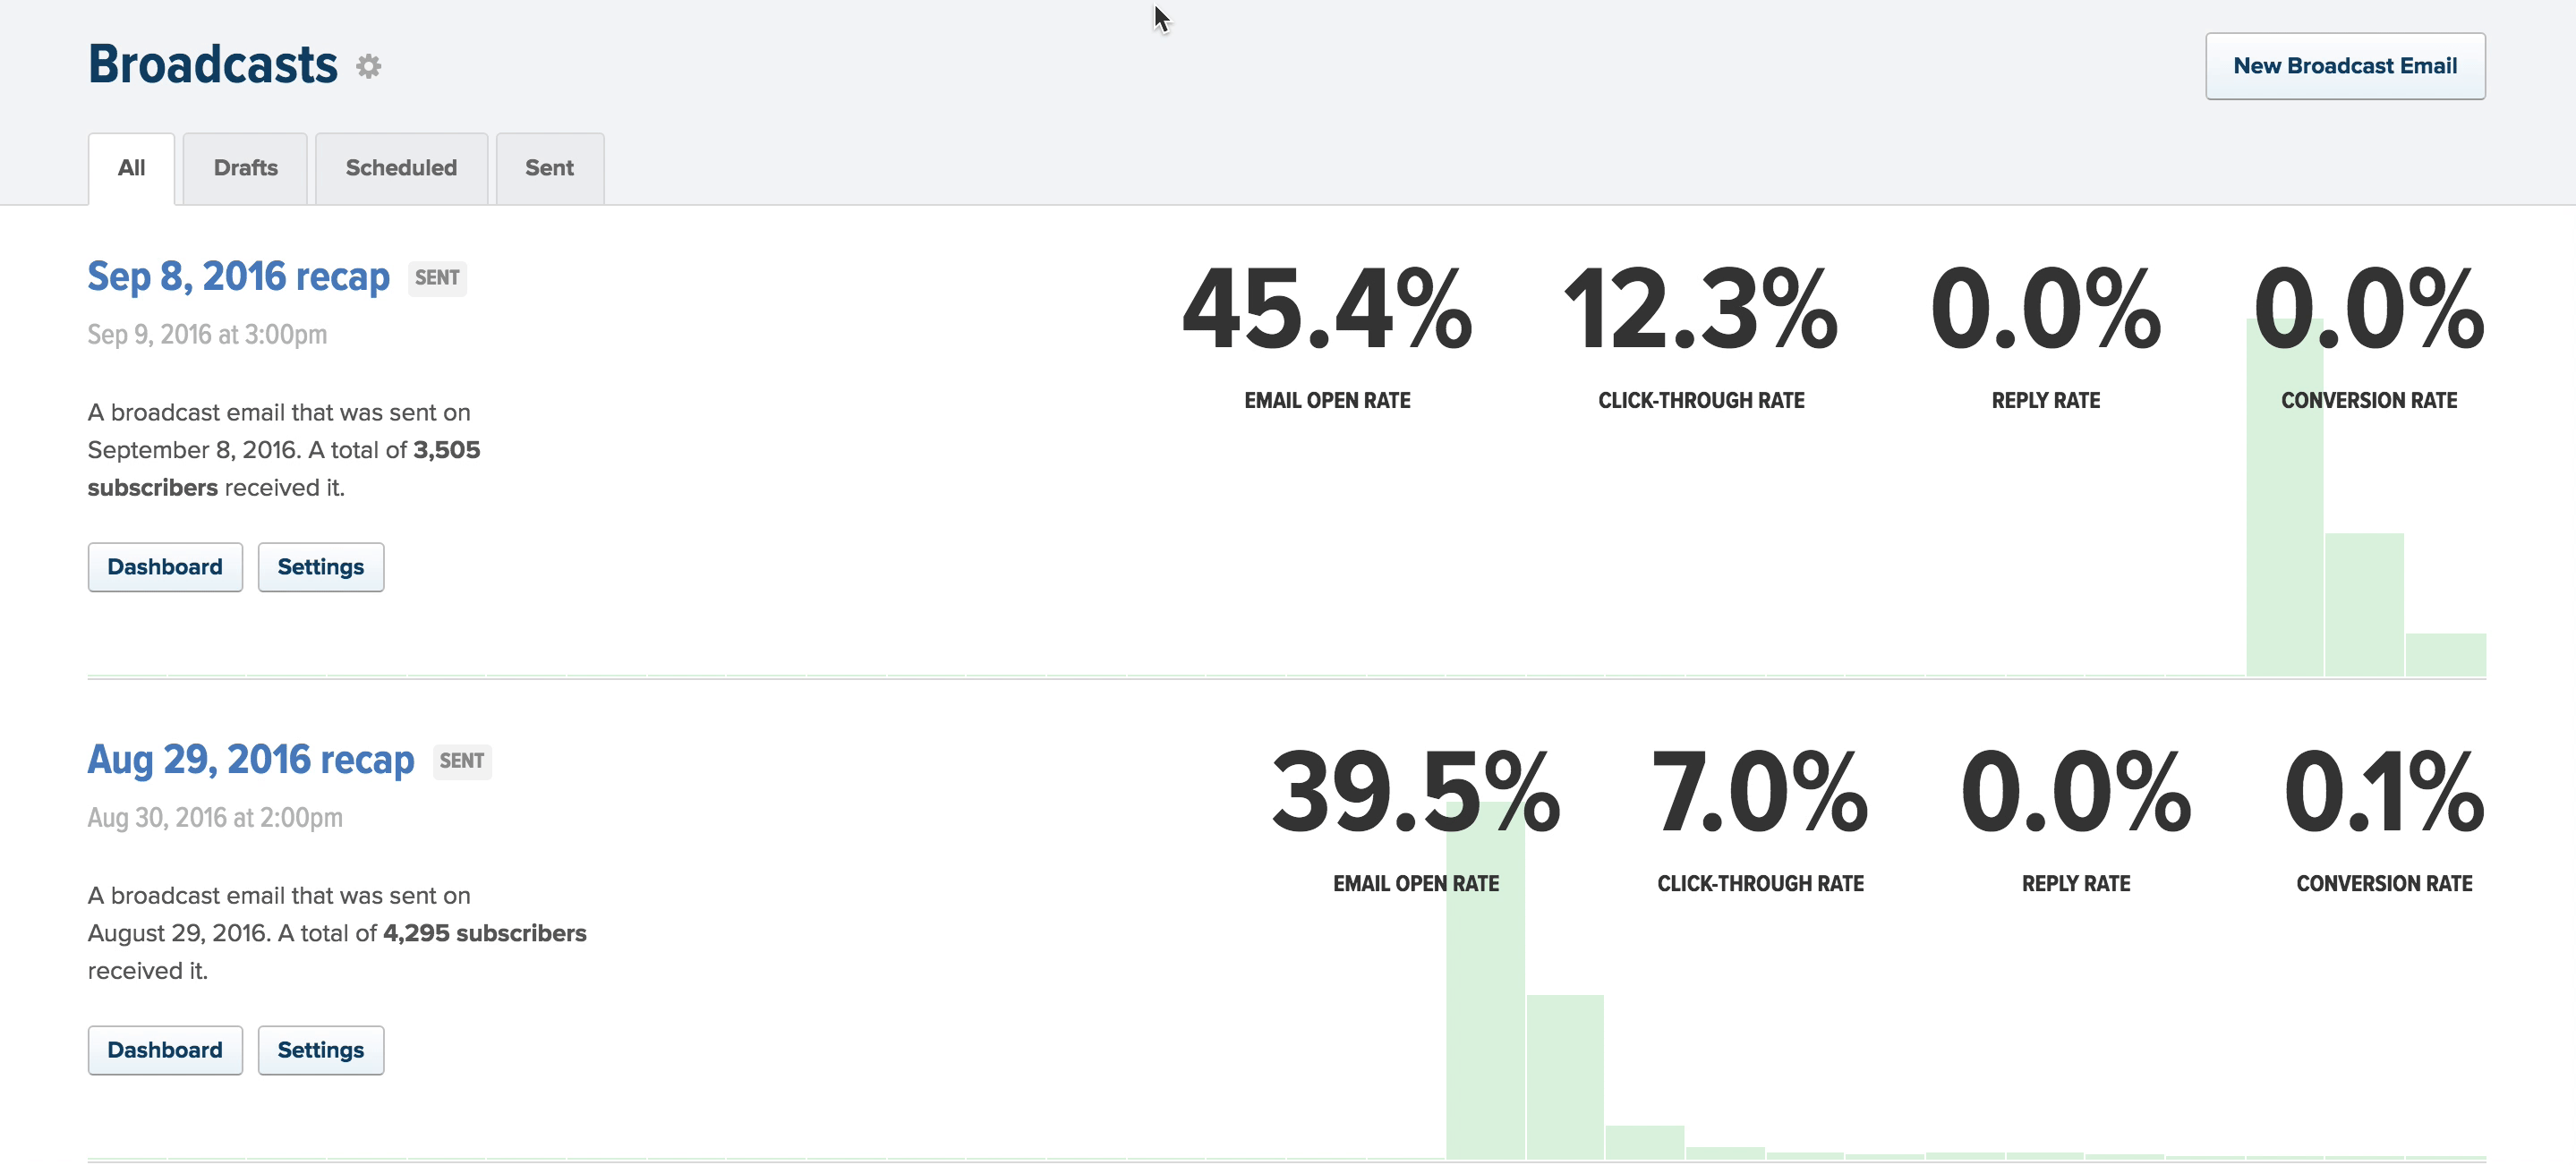 Broadcasts
New Broadcast Email
All Drafts Scheduled Sent
Sep 8, 2016 recap SENT
Sep 9, 2016 at 3:00pm
A broadcast email that was sent on
September 8, 2016. A total of 3,505
subscribers received it.
Dashboard Settings
45.4% 12.3% 0.0% 0.0%
EMAIL OPEN RATE CLICK-THROUGH RATE REPLY RATE CONVERSION RATE
Aug 29, 2016 recap SENT
Aug 30, 2016 at 2:00pm
A broadcast email that was sent on
August 29, 2016. A total of 4,295 subscribers
received it.
Dashboard Settings
39.5% 7.0% 0.0% 0.1%
EMAIL OPEN RATE CLICK-THROUGH RATE REPLY RATE CONVERSION RATE